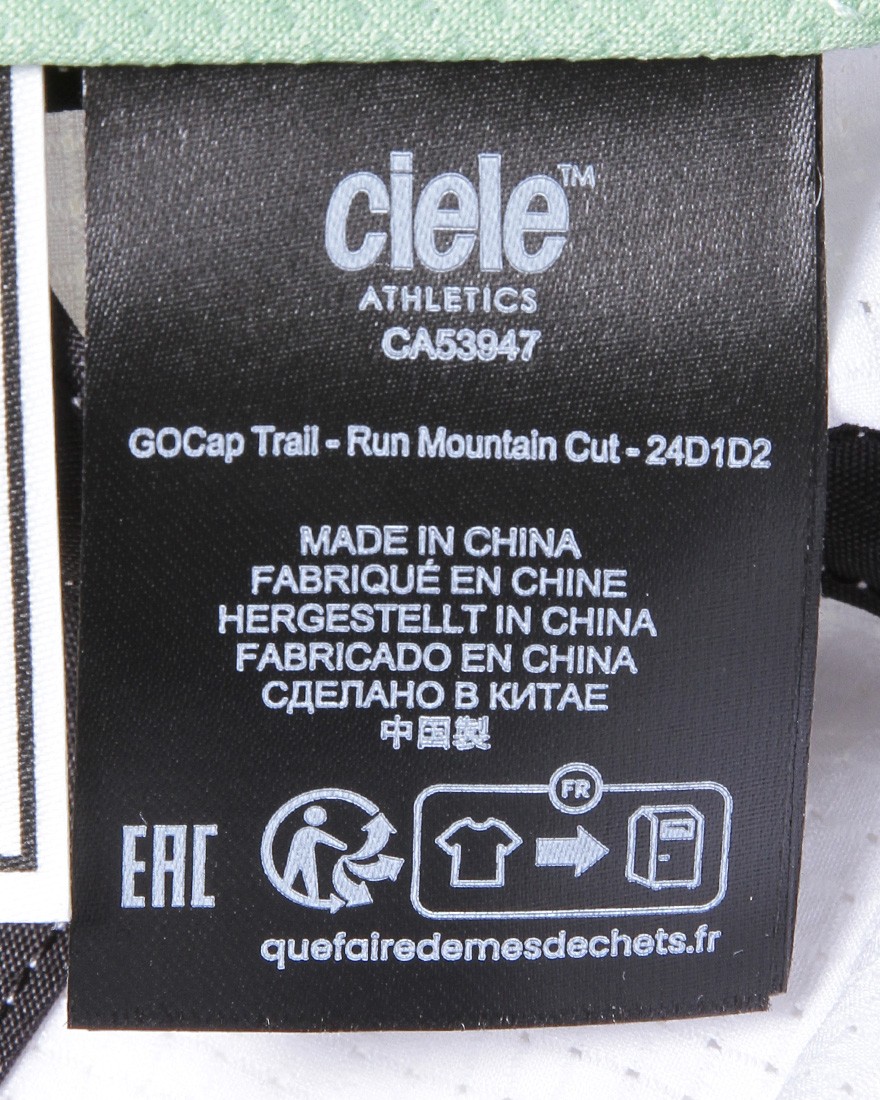 ciele™
ATHLETICS
CA53947
GOCap Trail - Run Mountain Cut - 24D1D2
MADE IN CHINA
FABRIQUÉ EN CHINE
HERGESTELLT IN CHINA
FABRICADO EN CHINA
СДЕЛАНО В КИТАЕ
中国製
FR
EAC
quefairedemesdechets.fr